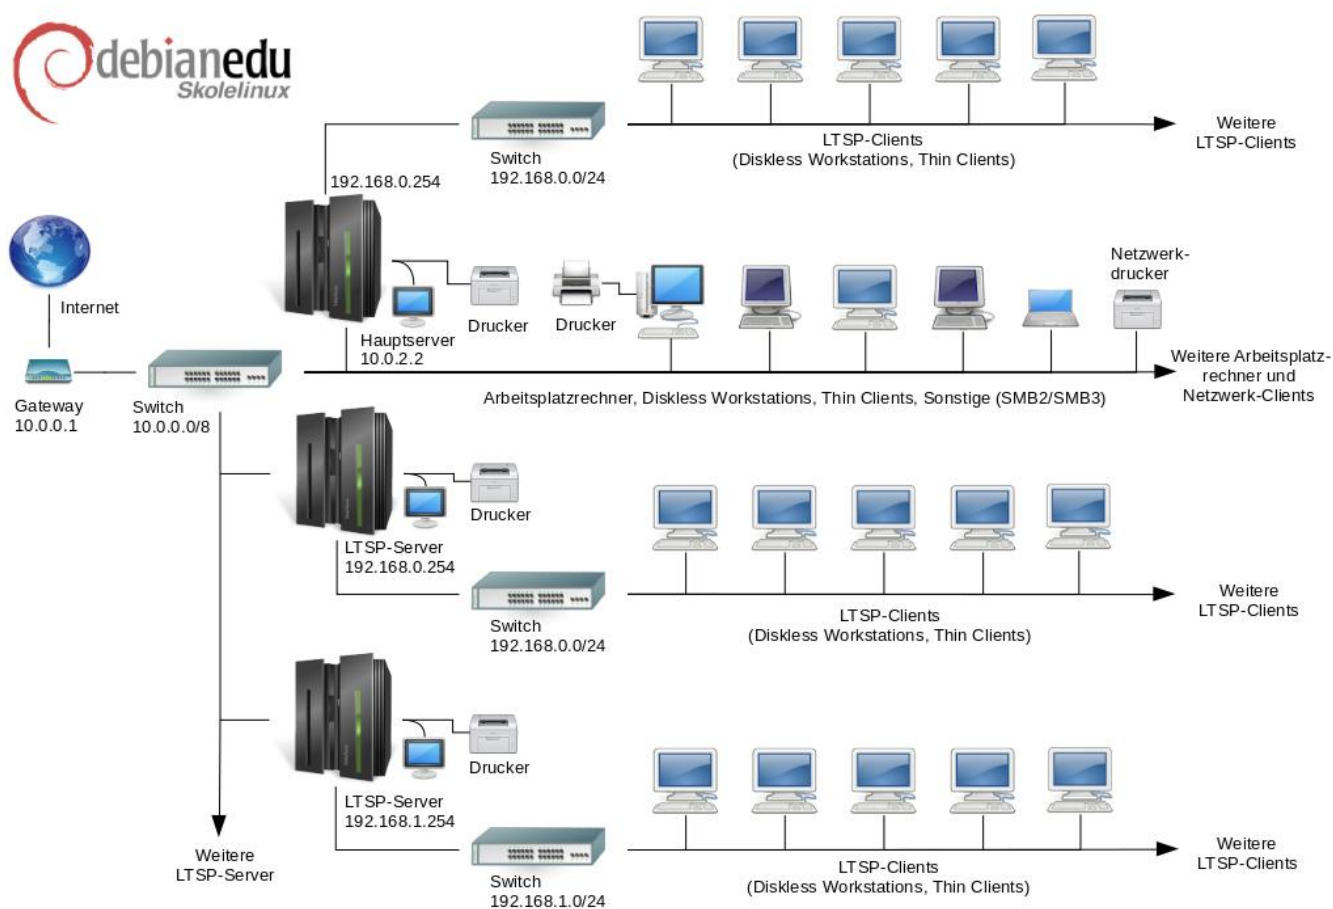 debianedu
Skolelinux
Switch
192.168.0.0/24
LTSP-Clients
(Diskless Workstations, Thin Clients)
Weitere
LTSP-Clients
192.168.0.254
Internet
Hauptserver
10.0.2.2
Drucker
Drucker
Netzwerk-
drucker
Gateway
10.0.0.1
Switch
10.0.0.0/8
Arbeitsplatzrechner, Diskless Workstations, Thin Clients, Sonstige (SMB2/SMB3)
Weitere Arbeitsplatz-
rechner und
Netzwerk-Clients
Drucker
LTSP-Server
192.168.0.254
Switch
192.168.0.0/24
LTSP-Clients
(Diskless Workstations, Thin Clients)
Weitere
LTSP-Clients
Drucker
LTSP-Server
192.168.1.254
Weitere
LTSP-Server
Switch
192.168.1.0/24
LTSP-Clients
(Diskless Workstations, Thin Clients)
Weitere
LTSP-Clients